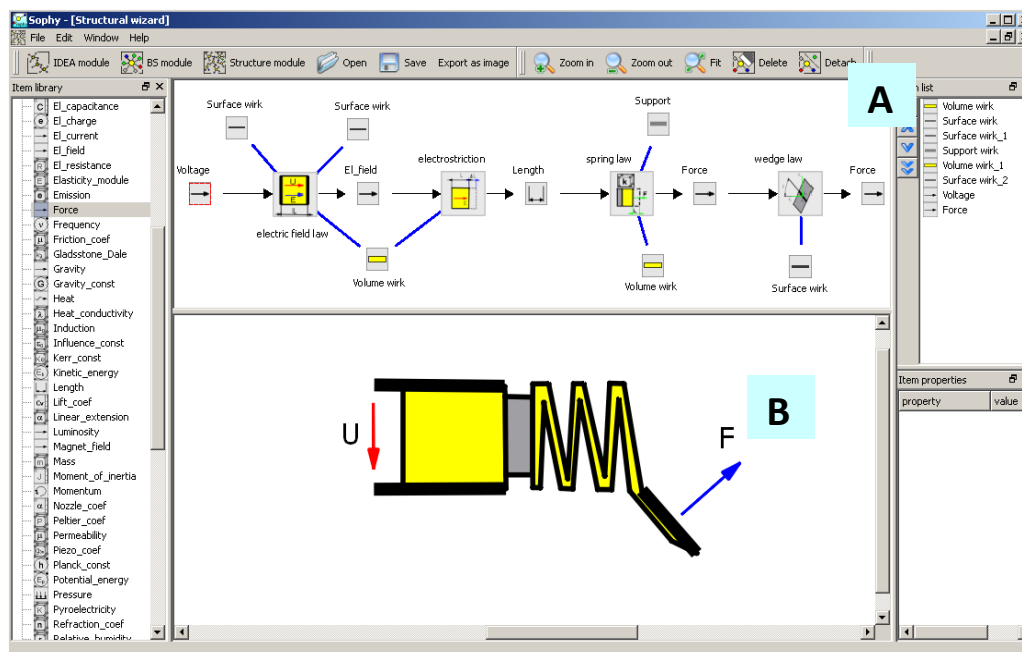 Sophy - [Structural wizard]
File Edit Window Help
IDEA module BS module Structure module Open Save Export as image Zoom in Zoom out Fit Delete Detach
Item library
El_capacitance
El_charge
El_current
El_field
El_resistance
Elasticity_module
Emission
Force
Frequency
Friction_coef
Gladsstone_Dale
Gravity
Gravity_const
Heat
Heat_conductivity
Induction
Influence_const
Kerr_const
Kinetic_energy
Length
Lift_coef
Linear_extension
Luminosity
Magnet_field
Mass
Moment_of_inertia
Momentum
Nozzle_coef
Peltier_coef
Permeability
Piezo_coef
Planck_const
Potential_energy
Pressure
Pyroelectricity
Refraction_coef
Relative_humidity
Surface wirk Surface wirk Support
Voltage El_field electrostriction Length spring law Force wedge law Force
electric field law
Volume wirk Volume wirk Surface wirk
A
U
F
B
list
Volume wirk
Surface wirk
Surface wirk_1
Support wirk
Volume wirk_1
Surface wirk_2
Voltage
Force
Item properties
property value